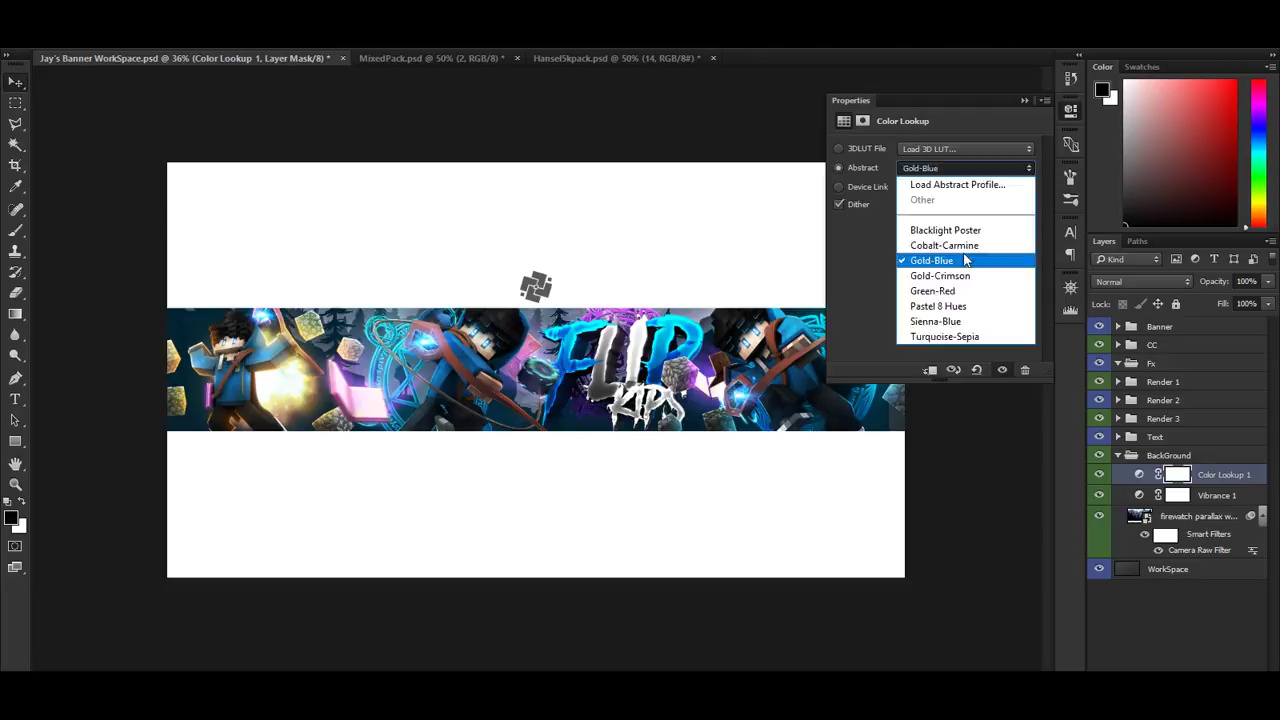 Jay's Banner WorkSpace.psd @ 36% (Color Lookup 1, Layer Mask/8) *
MixedPack.psd @ 50% (2, RGB/8) *
Hansel5kpack.psd @ 50% (14, RGB/8#) *
Color
Swatches
Properties
Color Lookup
3DLUT File
Load 3D LUT...
Abstract
Gold-Blue
Device Link
Dither
Load Abstract Profile...
Other
Blacklight Poster
Cobalt-Carmine
Gold-Blue
Gold-Crimson
Green-Red
Pastel 8 Hues
Sienna-Blue
Turquoise-Sepia
FLIP
KIPS
Layers
Paths
Kind
Normal
Opacity: 100%
Lock:
Fill: 100%
Banner
CC
Fx
Render 1
Render 2
Render 3
Text
BackGround
Color Lookup 1
Vibrance 1
firewatch parallax w...
Smart Filters
Camera Raw Filter
WorkSpace